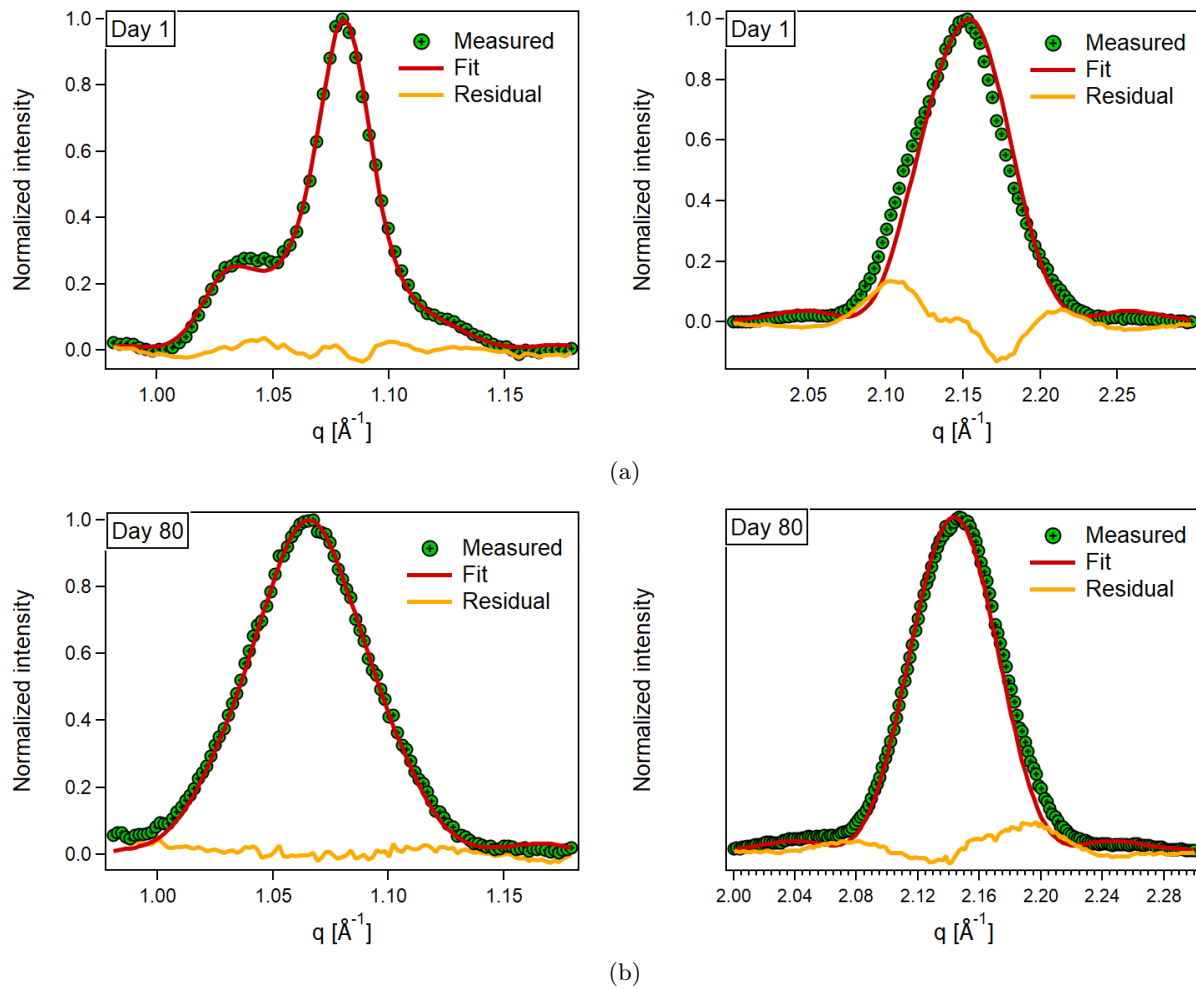 Day 1
Measured
Fit
Residual
1.0
0.8
0.6
0.4
0.2
0.0
Normalized intensity
1.00
1.05
1.10
1.15
q [Å⁻¹]
Day 1
Measured
Fit
Residual
1.0
0.8
0.6
0.4
0.2
0.0
Normalized intensity
2.05
2.10
2.15
2.20
2.25
q [Å⁻¹]
(a)
Day 80
Measured
Fit
Residual
1.0
0.8
0.6
0.4
0.2
0.0
Normalized intensity
1.00
1.05
1.10
1.15
q [Å⁻¹]
Day 80
Measured
Fit
Residual
Normalized intensity
2.00
2.04
2.08
2.12
2.16
2.20
2.24
2.28
q [Å⁻¹]
(b)